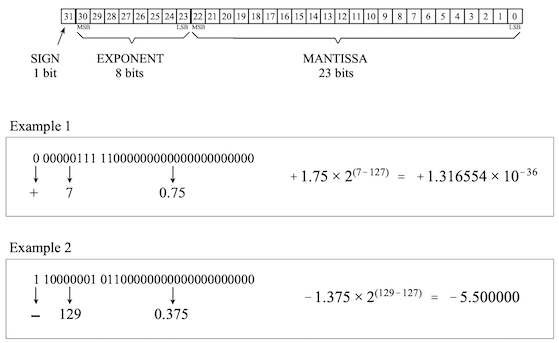 31 30 29 28 27 26 25 24 23 22 21 20 19 18 17 16 15 14 13 12 11 10 9 8 7 6 5 4 3 2 1 0
MSB LSB MSB LSB
SIGN EXPONENT MANTISSA
1 bit 8 bits 23 bits
Example 1
0 00000111 11000000000000000000000
+ 7 0.75
+1.75 × 2^(7−127) = +1.316554 × 10^−36
Example 2
1 10000001 01100000000000000000000
− 129 0.375
−1.375 × 2^(129−127) = −5.500000